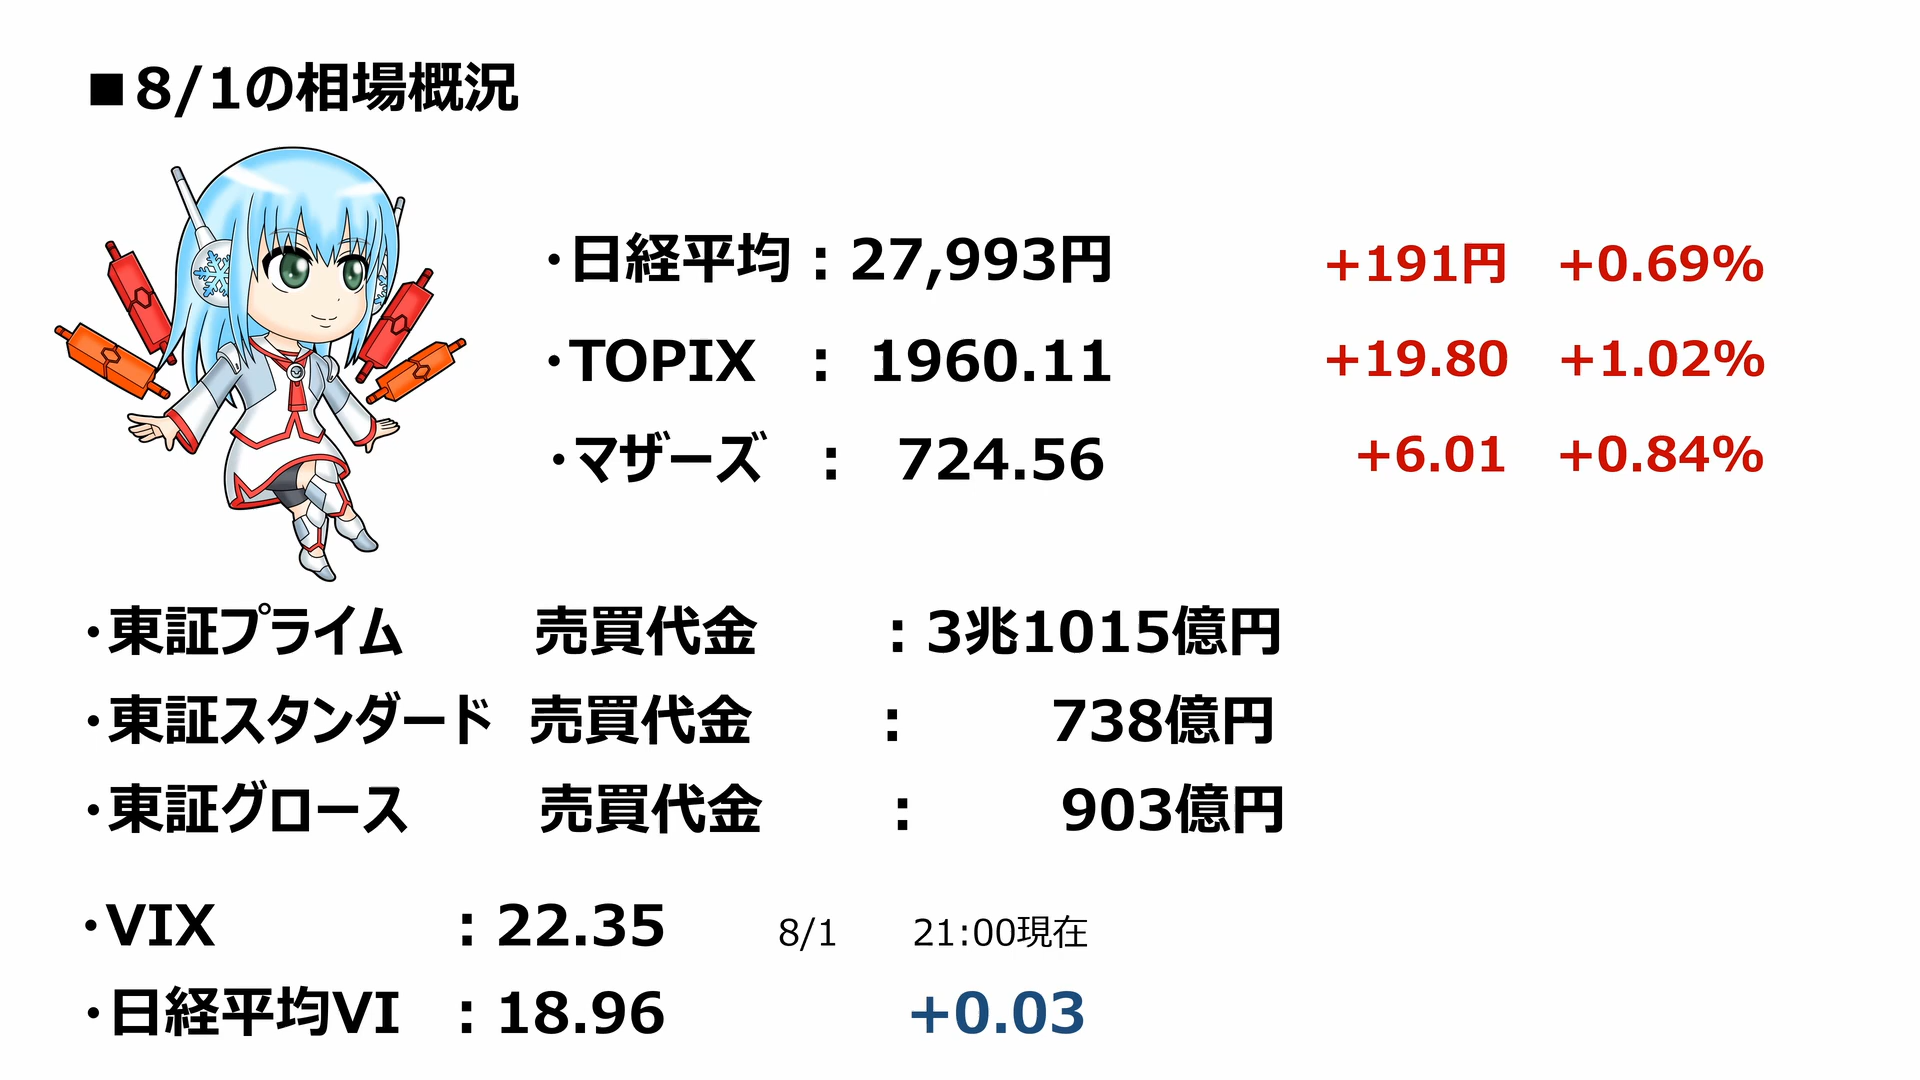 ■8/1の相場概況
・日経平均：27,993円 +191円 +0.69%
・TOPIX ： 1960.11 +19.80 +1.02%
・マザーズ ： 724.56 +6.01 +0.84%
・東証プライム 売買代金 ：3兆1015億円
・東証スタンダード 売買代金 ： 738億円
・東証グロース 売買代金 ： 903億円
・VIX ：22.35 8/1 21:00現在
・日経平均VI ：18.96 +0.03